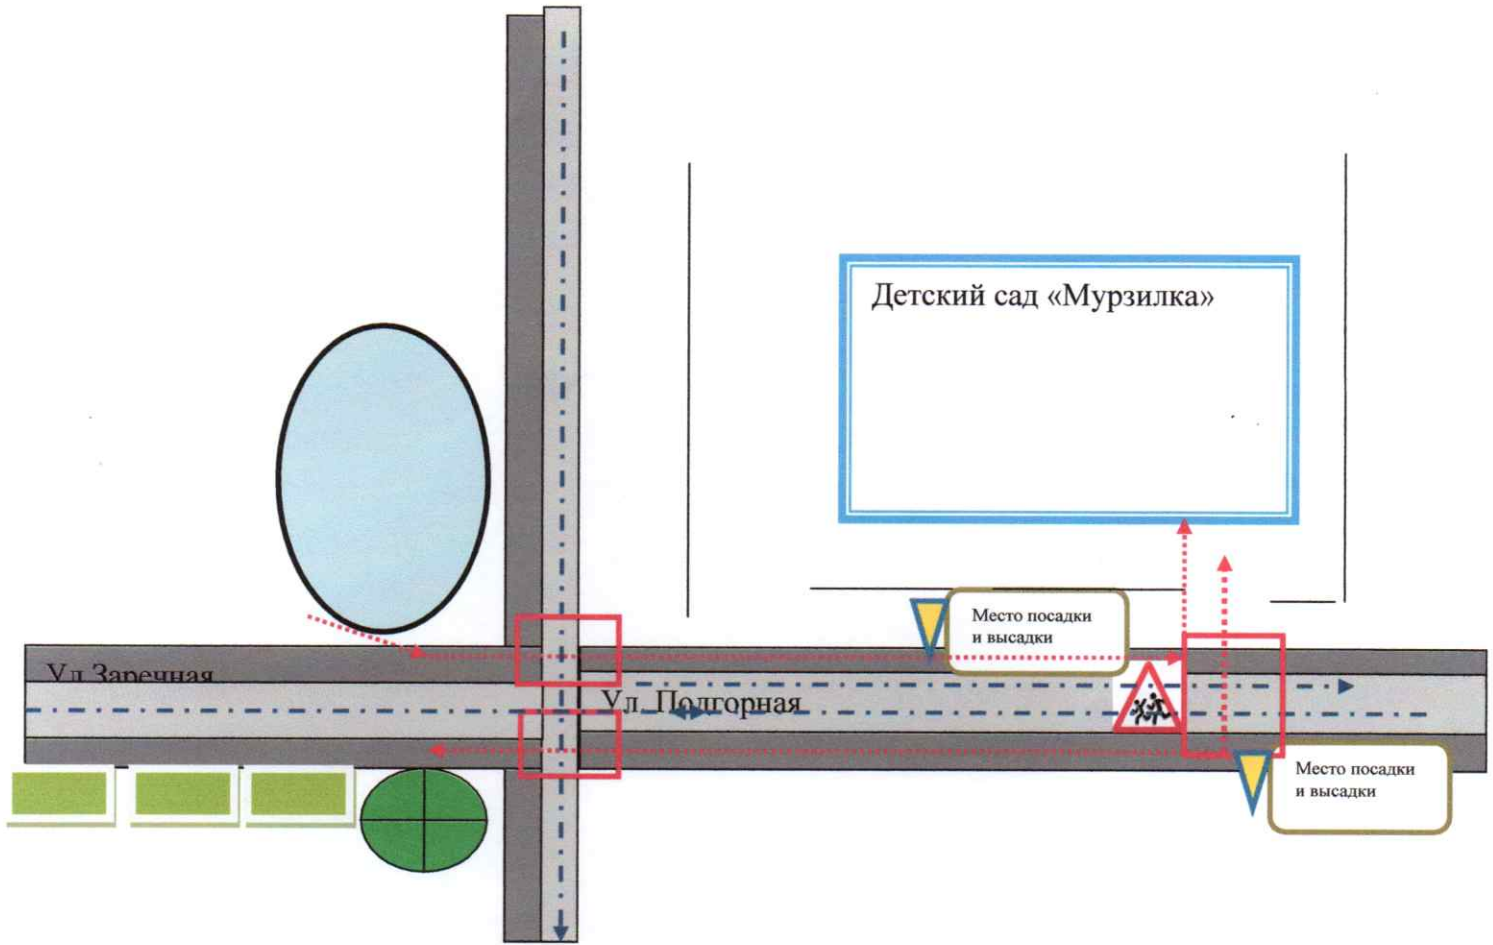 Детский сад «Мурзилка»
Место посадки
и высадки
Ул Заречная
Ул. Подгорная
Место посадки
и высадки